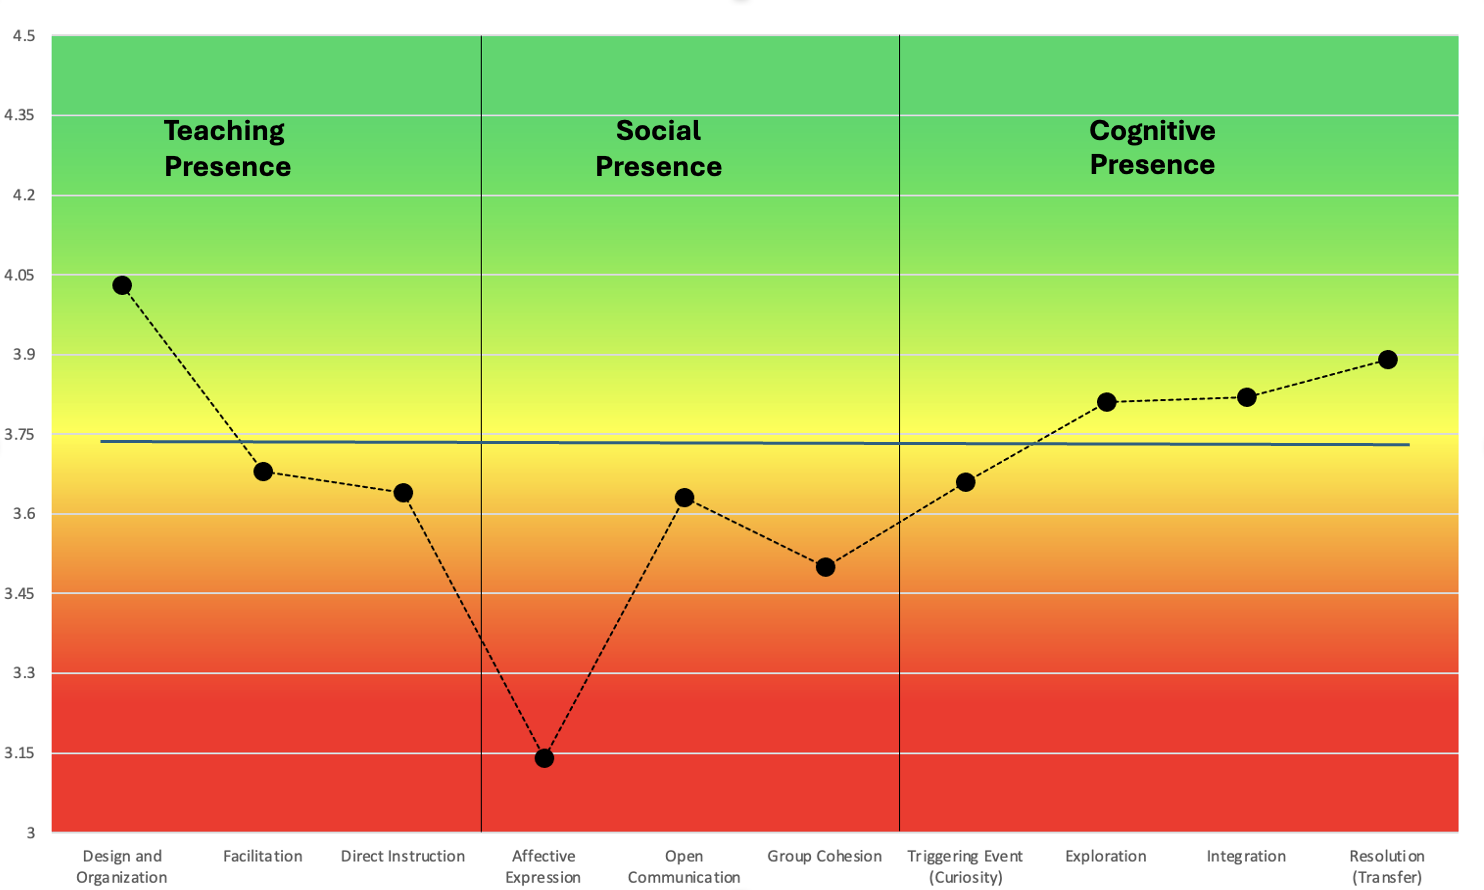 4.5
4.35
4.2
4.05
3.9
3.75
3.6
3.45
3.3
3.15
3
Teaching
Presence
Social
Presence
Cognitive
Presence
Design and
Organization
Facilitation
Direct Instruction
Affective
Expression
Open
Communication
Group Cohesion
Triggering Event
(Curiosity)
Exploration
Integration
Resolution
(Transfer)